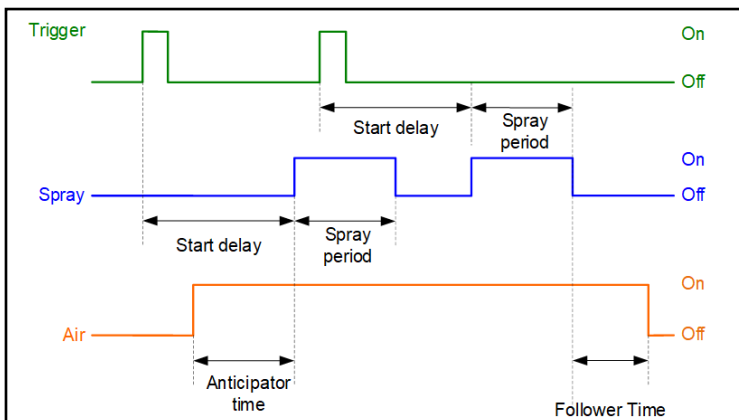 Trigger
On
Off
Start delay
Spray
period
On
Spray
Off
Start delay
Spray
period
On
Air
Off
Anticipator
time
Follower Time